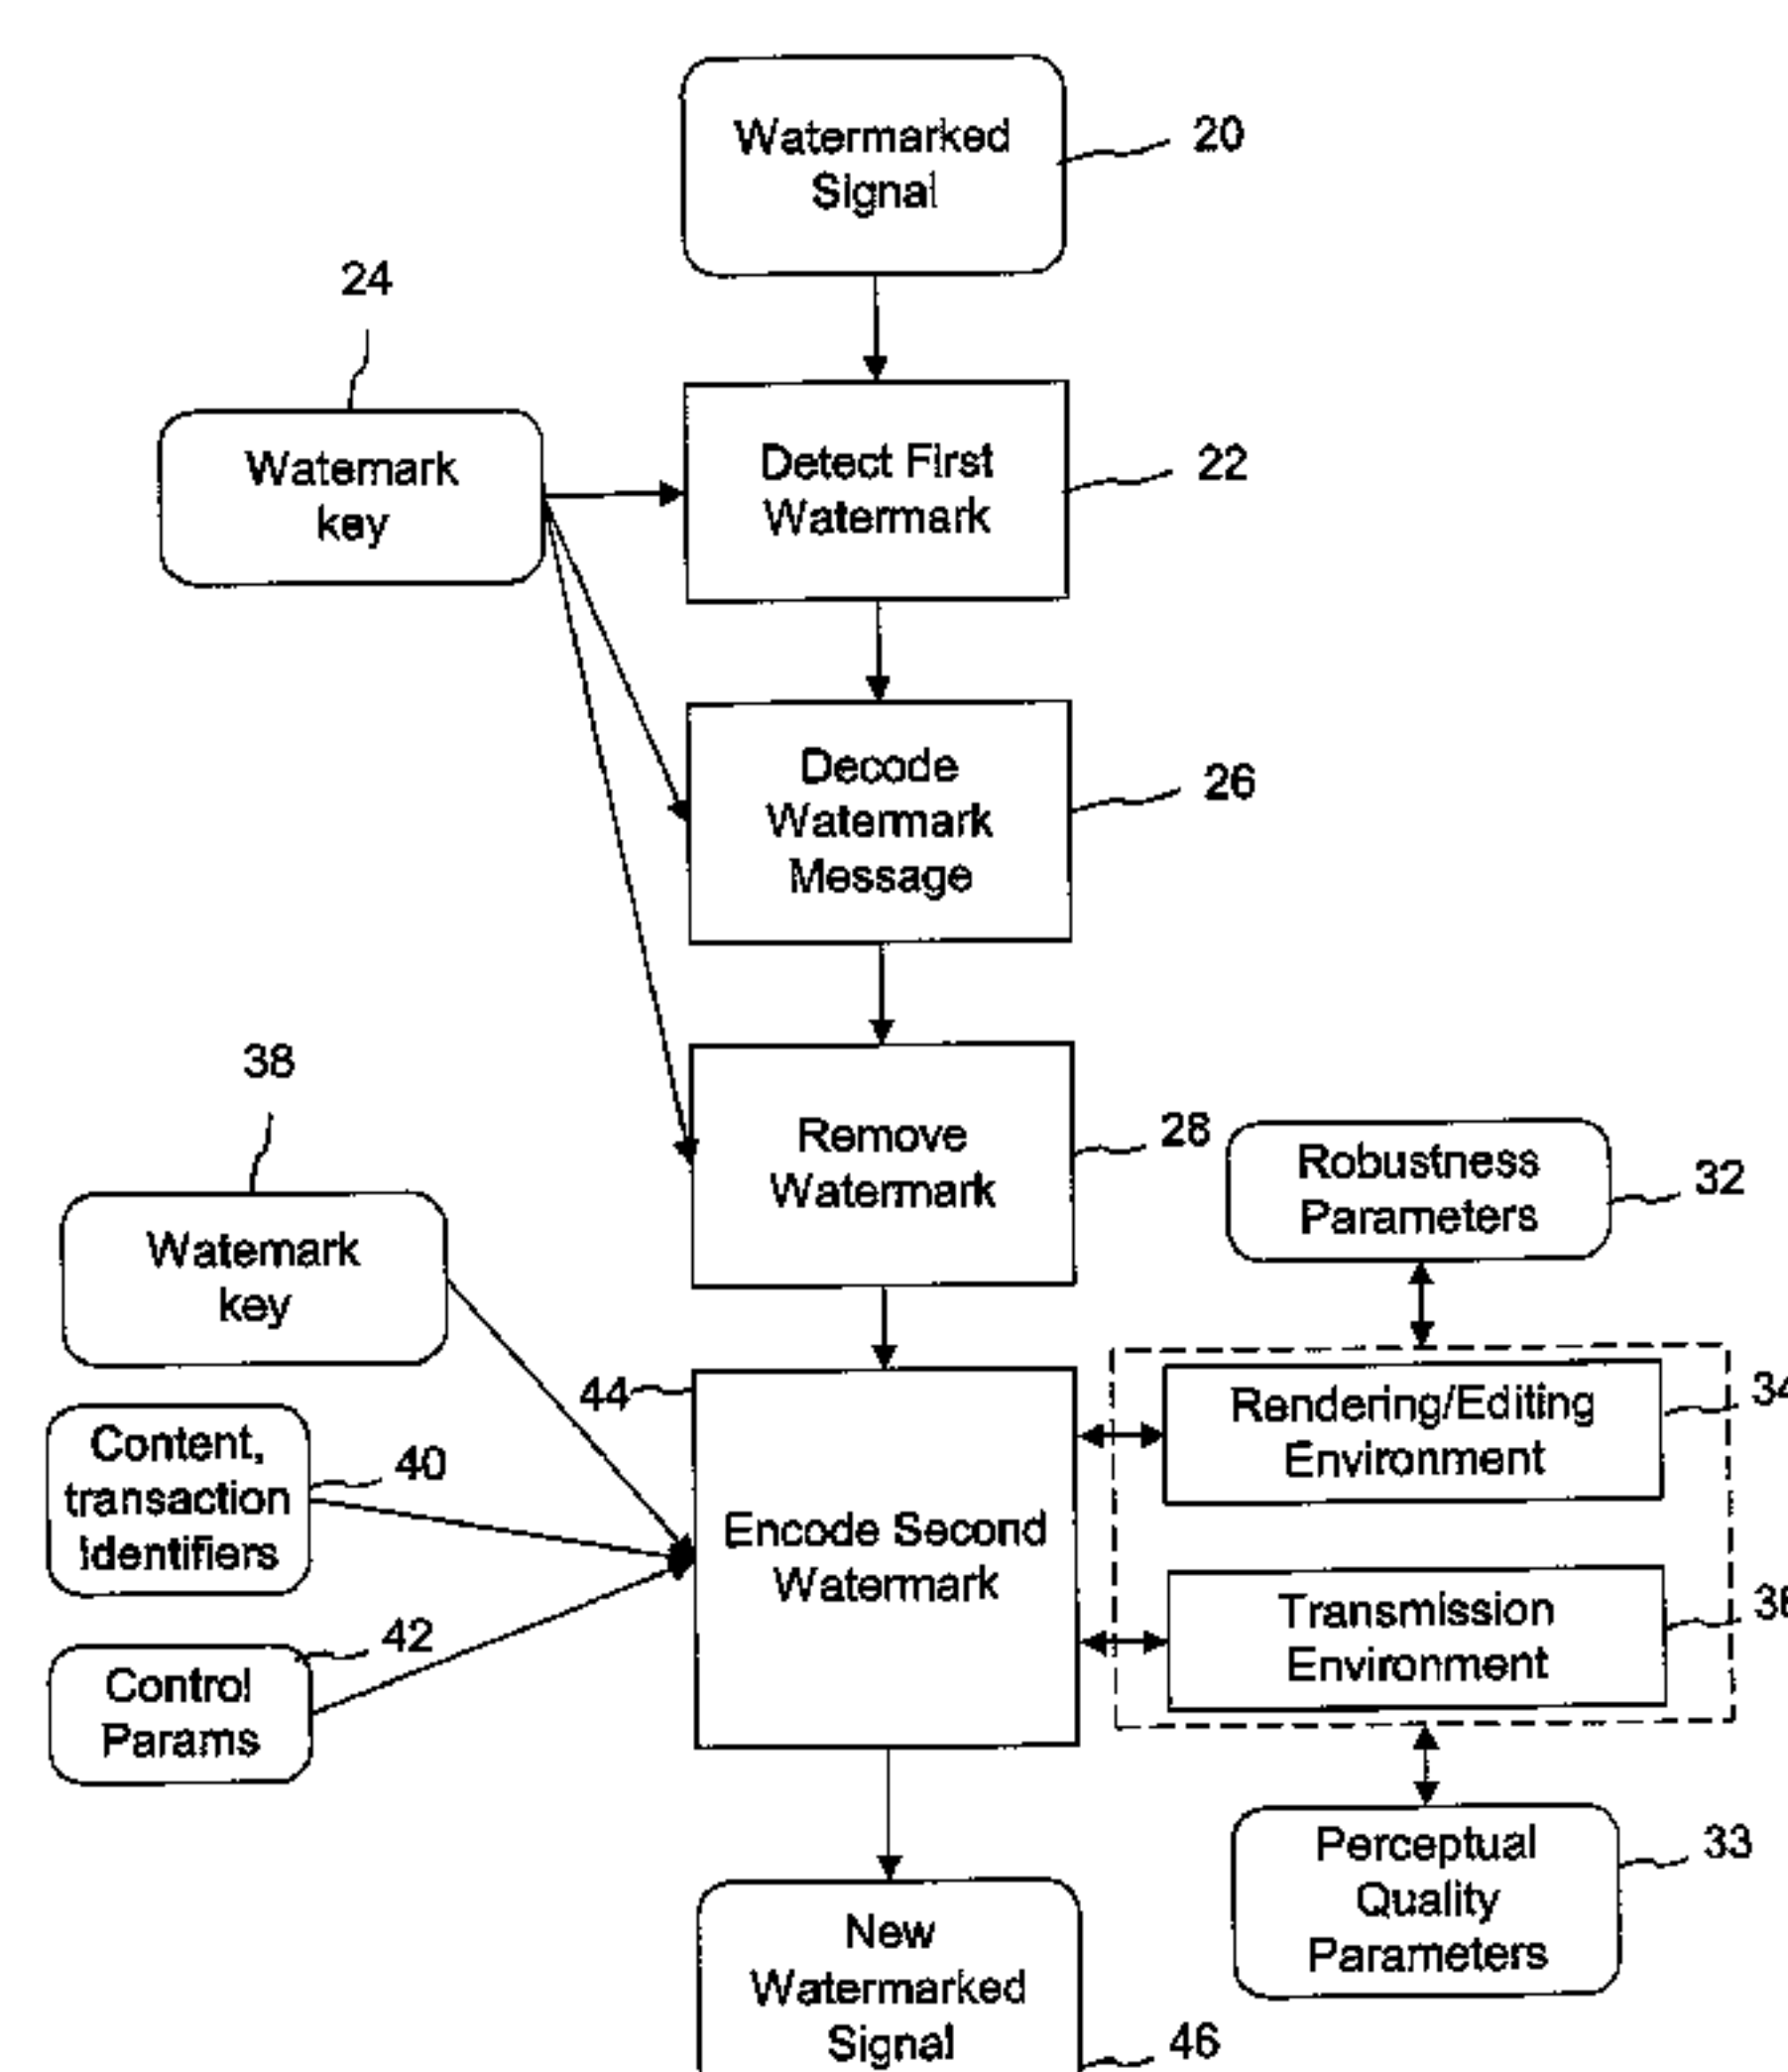 Watermarked
Signal
20
24
Watemark
key
Detect First
Watermark
22
Decode
Watermark
Message
26
38
Remove
Watermark
28
Robustness
Parameters
32
Watemark
key
44
Rendering/Editing
Environment
34
Content,
transaction
identifiers
40
Encode Second
Watermark
Transmission
Environment
42
Control
Params
Perceptual
Quality
Parameters
33
New
Watermarked
Signal
46